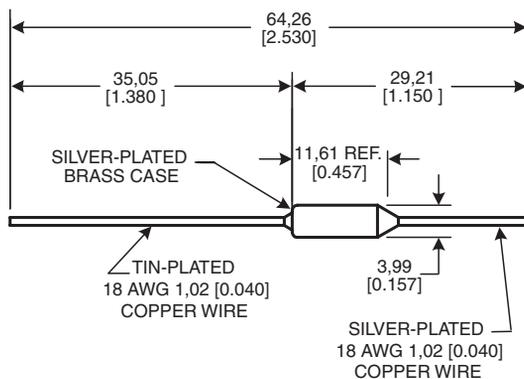 64,26
[2.530]
35,05
[1.380 ]
29,21
[1.150 ]
11,61 REF.
[0.457]
SILVER-PLATED
BRASS CASE
TIN-PLATED
18 AWG 1,02 [0.040]
COPPER WIRE
3,99
[0.157]
SILVER-PLATED
18 AWG 1,02 [0.040]
COPPER WIRE